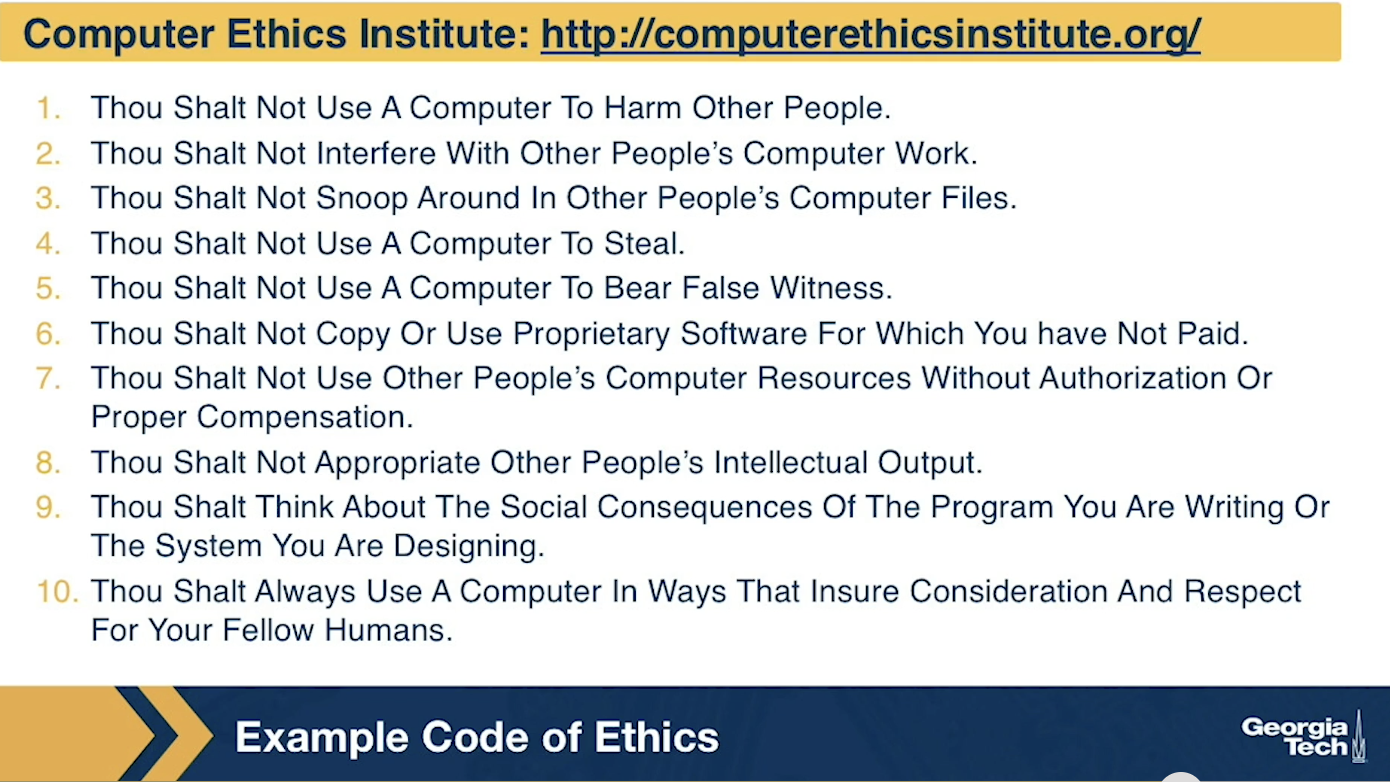 Computer Ethics Institute: http://computerethicsinstitute.org/
1. Thou Shalt Not Use A Computer To Harm Other People.
2. Thou Shalt Not Interfere With Other People’s Computer Work.
3. Thou Shalt Not Snoop Around In Other People’s Computer Files.
4. Thou Shalt Not Use A Computer To Steal.
5. Thou Shalt Not Use A Computer To Bear False Witness.
6. Thou Shalt Not Copy Or Use Proprietary Software For Which You have Not Paid.
7. Thou Shalt Not Use Other People’s Computer Resources Without Authorization Or
Proper Compensation.
8. Thou Shalt Not Appropriate Other People’s Intellectual Output.
9. Thou Shalt Think About The Social Consequences Of The Program You Are Writing Or
The System You Are Designing.
10. Thou Shalt Always Use A Computer In Ways That Insure Consideration And Respect
For Your Fellow Humans.
Example Code of Ethics
Georgia
Tech